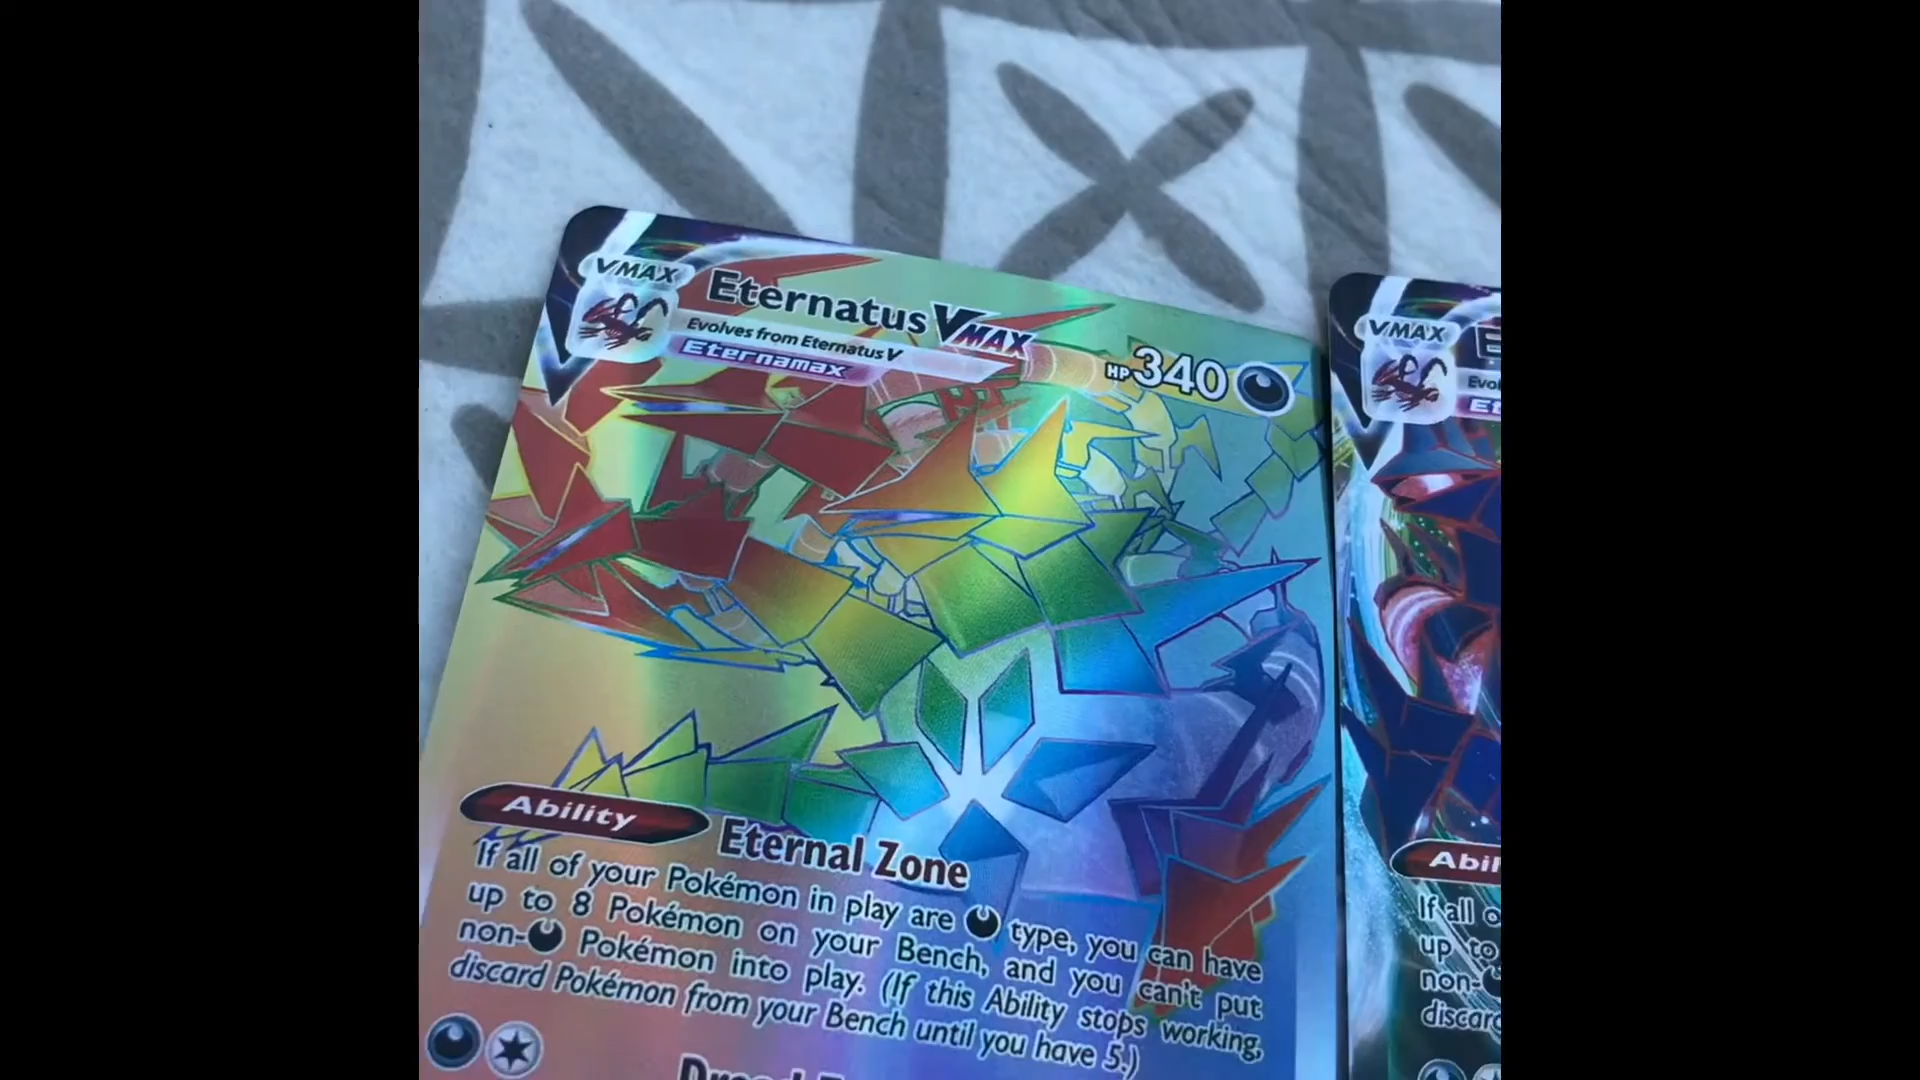 VMAX
Eternatus VMAX
Evolves from Eternatus V
Eternamax
HP 340
Ability Eternal Zone
If all of your Pokémon in play are type, you can have
up to 8 Pokémon on your Bench, and you can't put
non- Pokémon into play. (If this Ability stops working,
discard Pokémon from your Bench until you have 5.)
VMAX
E
Evol
Et
Abil
If all o
up to
non-
discard